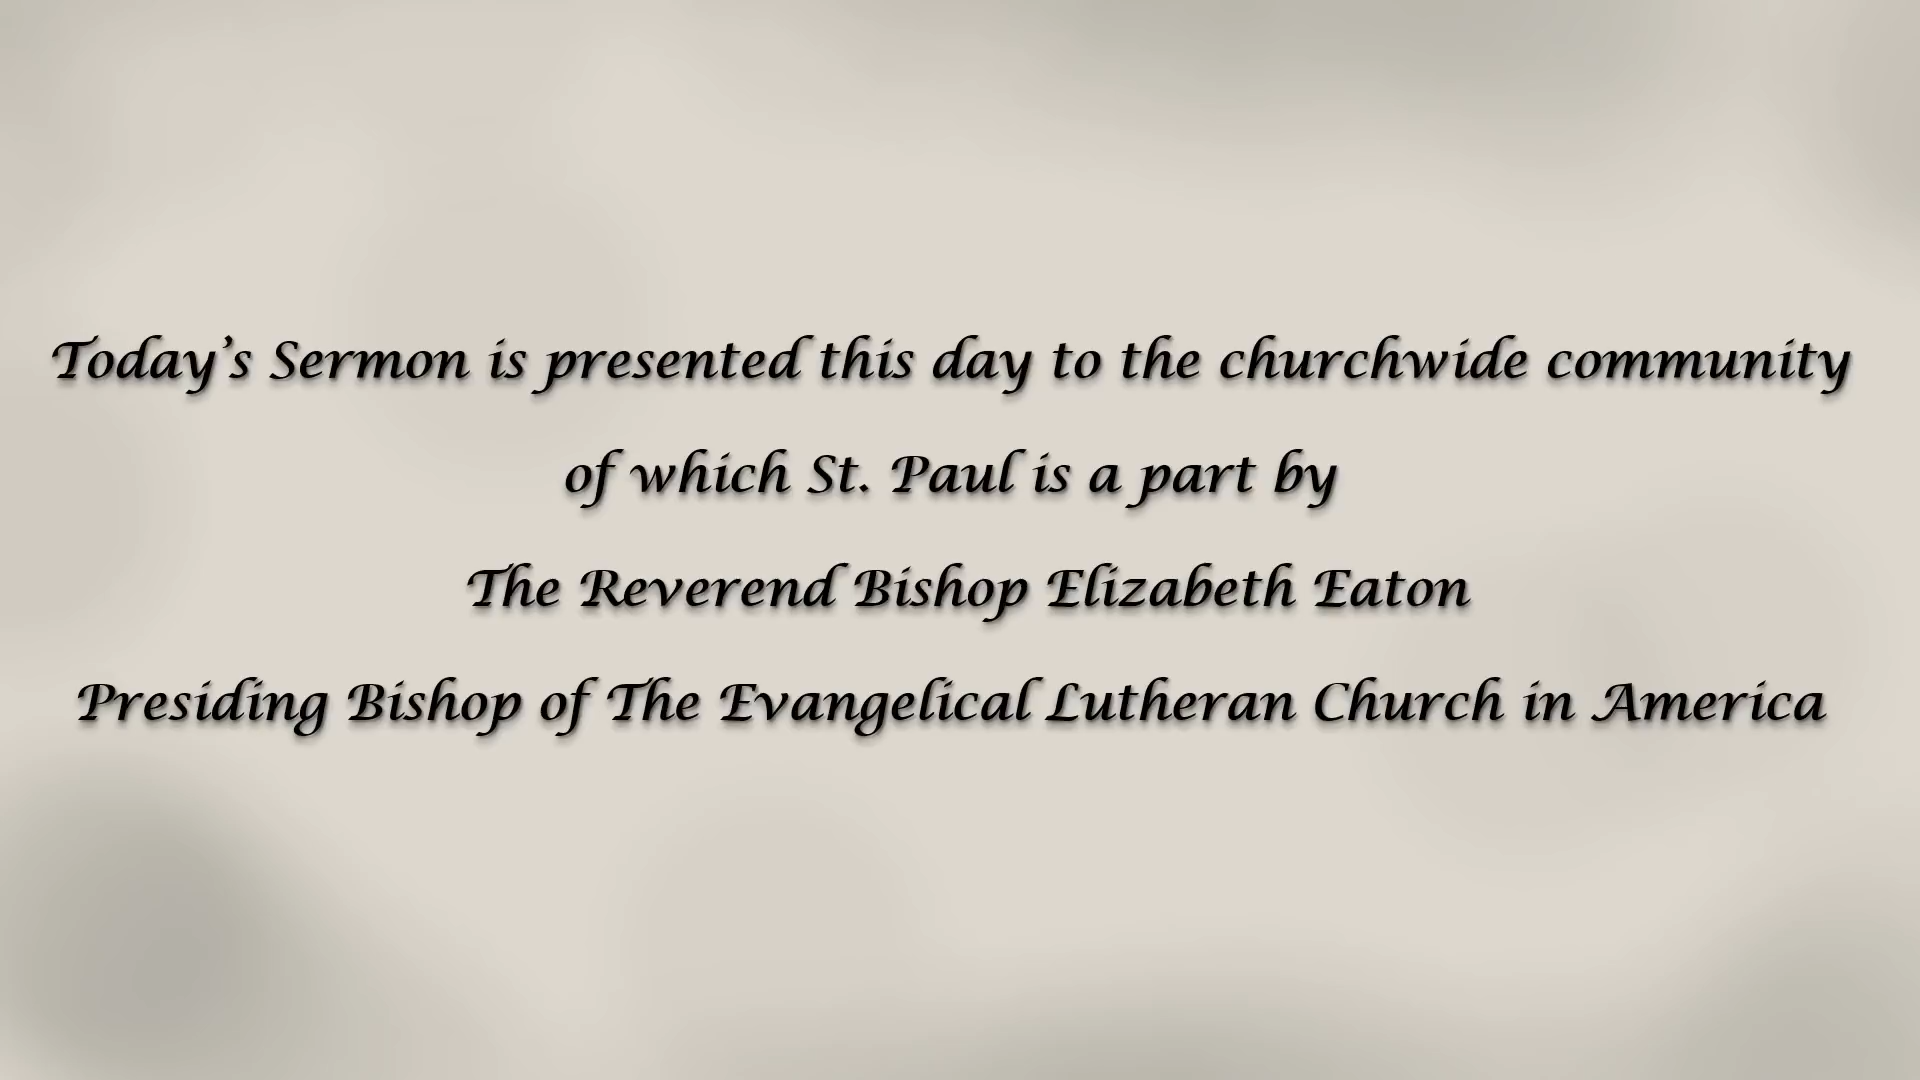 Today’s Sermon is presented this day to the churchwide community
of which St. Paul is a part by
The Reverend Bishop Elizabeth Eaton
Presiding Bishop of The Evangelical Lutheran Church in America